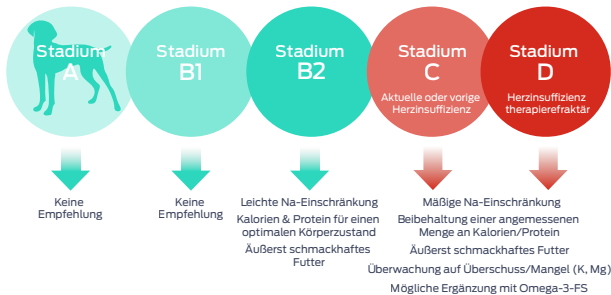 Stadium
A
Stadium
B1
Stadium
B2
Stadium
C
Aktuelle oder vorige
Herzinsuffizienz
Stadium
D
Herzinsuffizienz
therapierefraktär
Keine
Empfehlung
Keine
Empfehlung
Leichte Na-Einschränkung
Kalorien & Protein für einen
optimalen Körperzustand
Äußerst schmackhaftes
Futter
Mäßige Na-Einschränkung
Beibehaltung einer angemessenen
Menge an Kalorien/Protein
Äußerst schmackhaftes Futter
Überwachung auf Überschuss/Mangel (K, Mg)
Mögliche Ergänzung mit Omega-3-FS